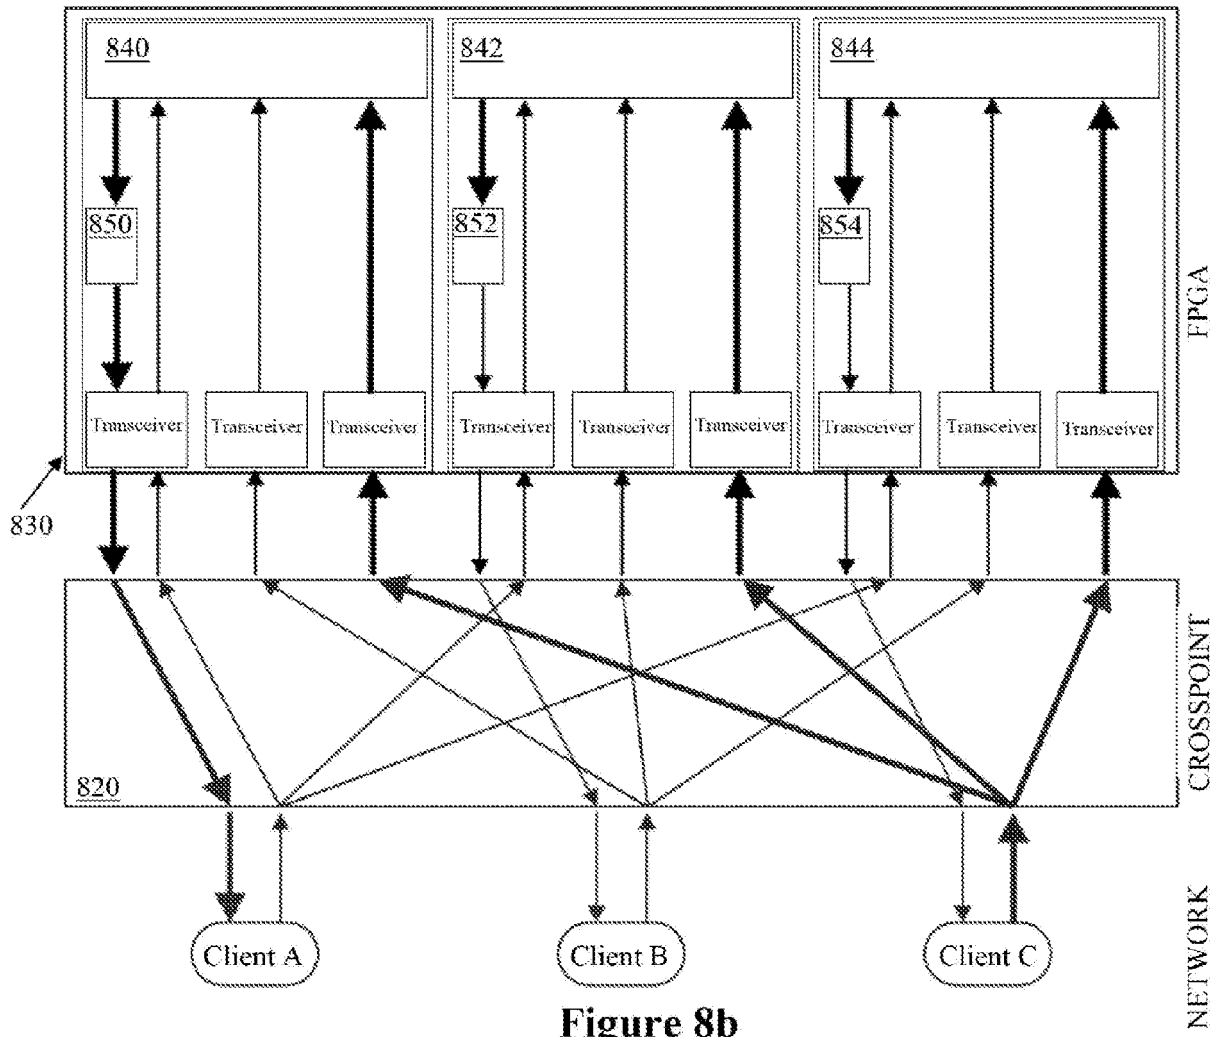 840
842
844
850
852
854
FPGA
Transceiver
Transceiver
Transceiver
Transceiver
Transceiver
Transceiver
Transceiver
Transceiver
Transceiver
830
CROSSPOINT
820
NETWORK
Client A
Client B
Client C
Figure 8b